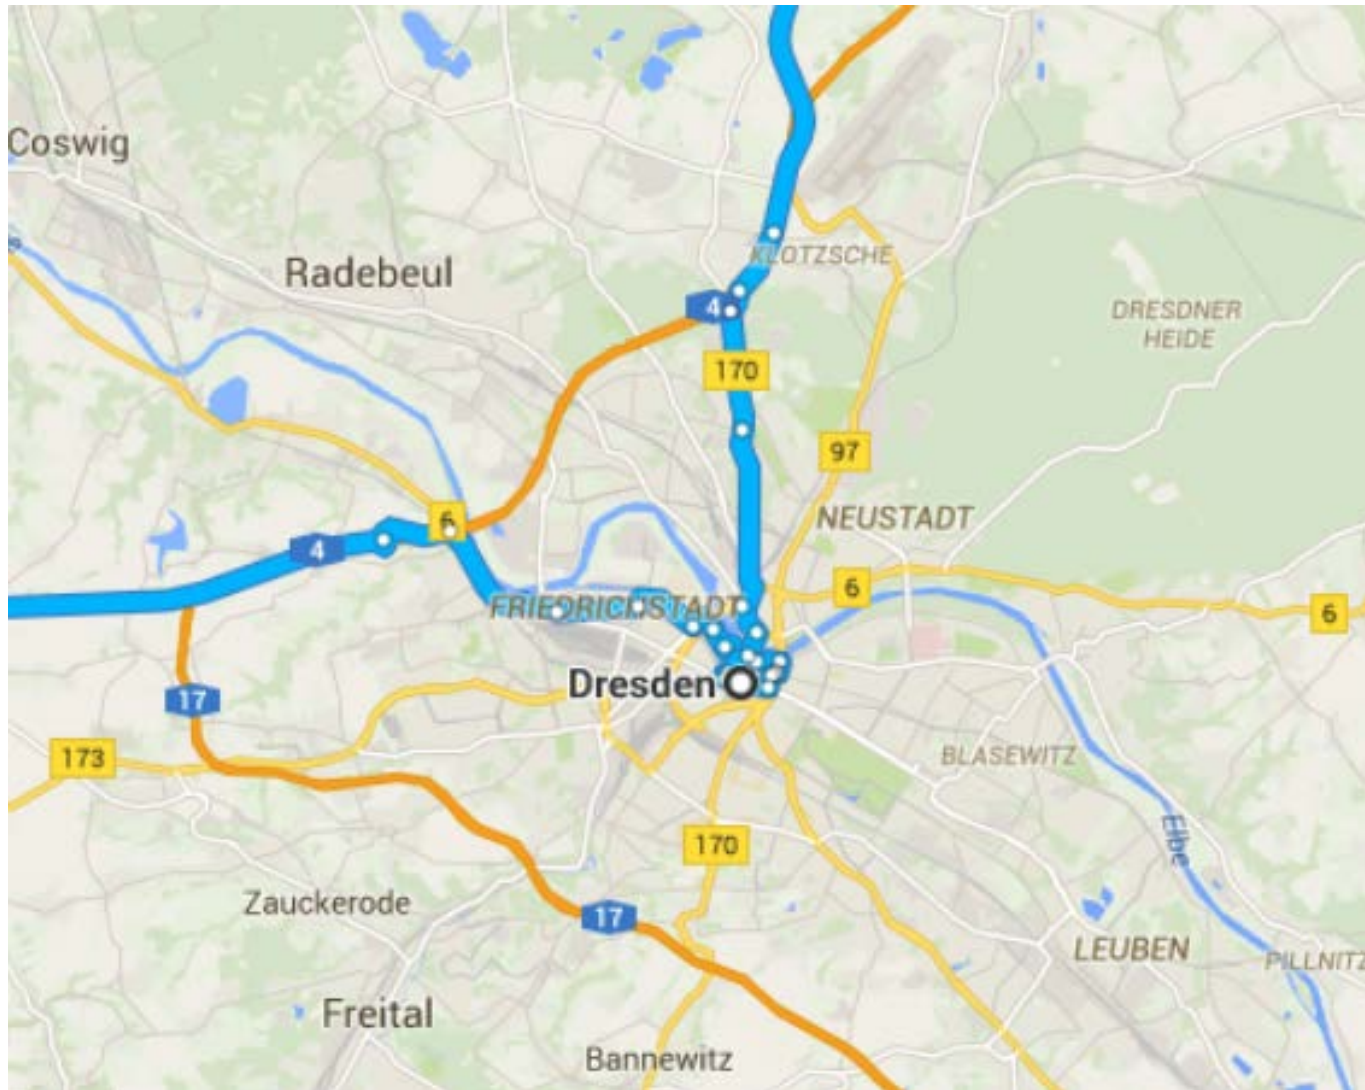 Coswig
Radebeul
KLOTZSCHE
4
DRESDNER
HEIDE
170
97
6
NEUSTADT
4
6
FRIEDRICHSTADT
6
Dresden
17
173
BLASEWITZ
170
Elbe
Zauckerode
17
LEUBEN
PILLNITZ
Freital
Bannewitz